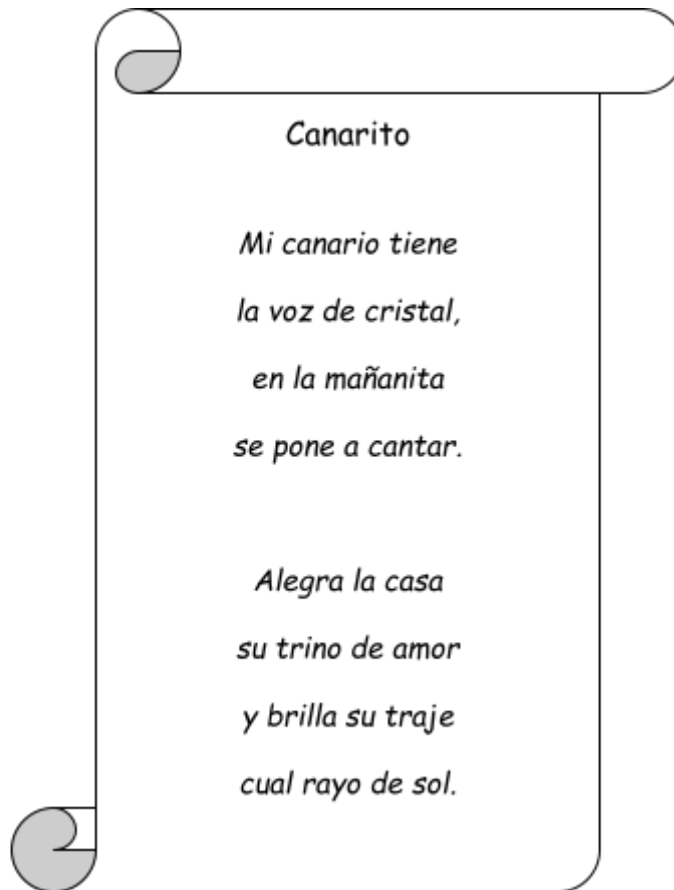 Canarito
Mi canario tiene
la voz de cristal,
en la mañanita
se pone a cantar.
Alegra la casa
su trino de amor
y brilla su traje
cual rayo de sol.